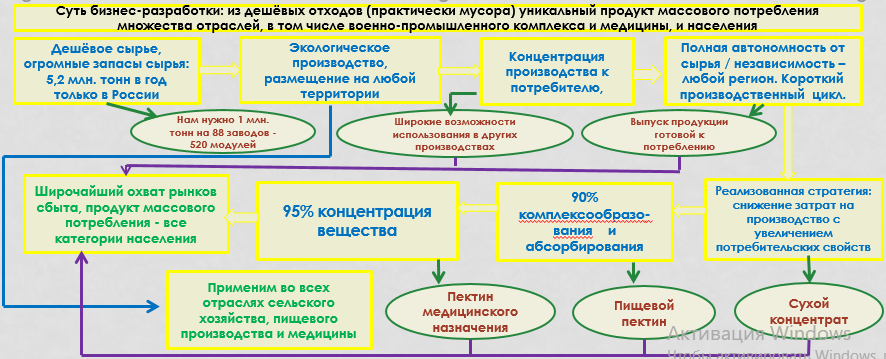 Суть бизнес-разработки: из дешёвых отходов (практически мусора) уникальный продукт массового потребления
множества отраслей, в том числе военно-промышленного комплекса и медицины, и населения
Дешёвое сырье,
огромные запасы сырья:
5,2 млн. тонн в год
только в России
Экологическое
производство,
размещение на любой
территории
Концентрация
производства к
потребителю,
Полная автономность от
сырья / независимость –
любой регион. Короткий
производственный цикл.
Нам нужно 1 млн.
тонн на 88 заводов -
520 модулей
Широкие возможности
использования в других
производствах
Выпуск продукции
готовой к
потреблению
Широчайший охват рынков
сбыта, продукт массового
потребления - все
категории населения
95% концентрация
вещества
90%
комплексообразо-
вания и
абсорбирования
Реализованная стратегия:
снижение затрат на
производство с
увеличением
потребительских свойств
Применим во всех
отраслях сельского
хозяйства, пищевого
производства и медицины
Пектин
медицинского
назначения
Пищевой
пектин
Сухой
концентрат
Активация Windows
Чтобы активировать Windows